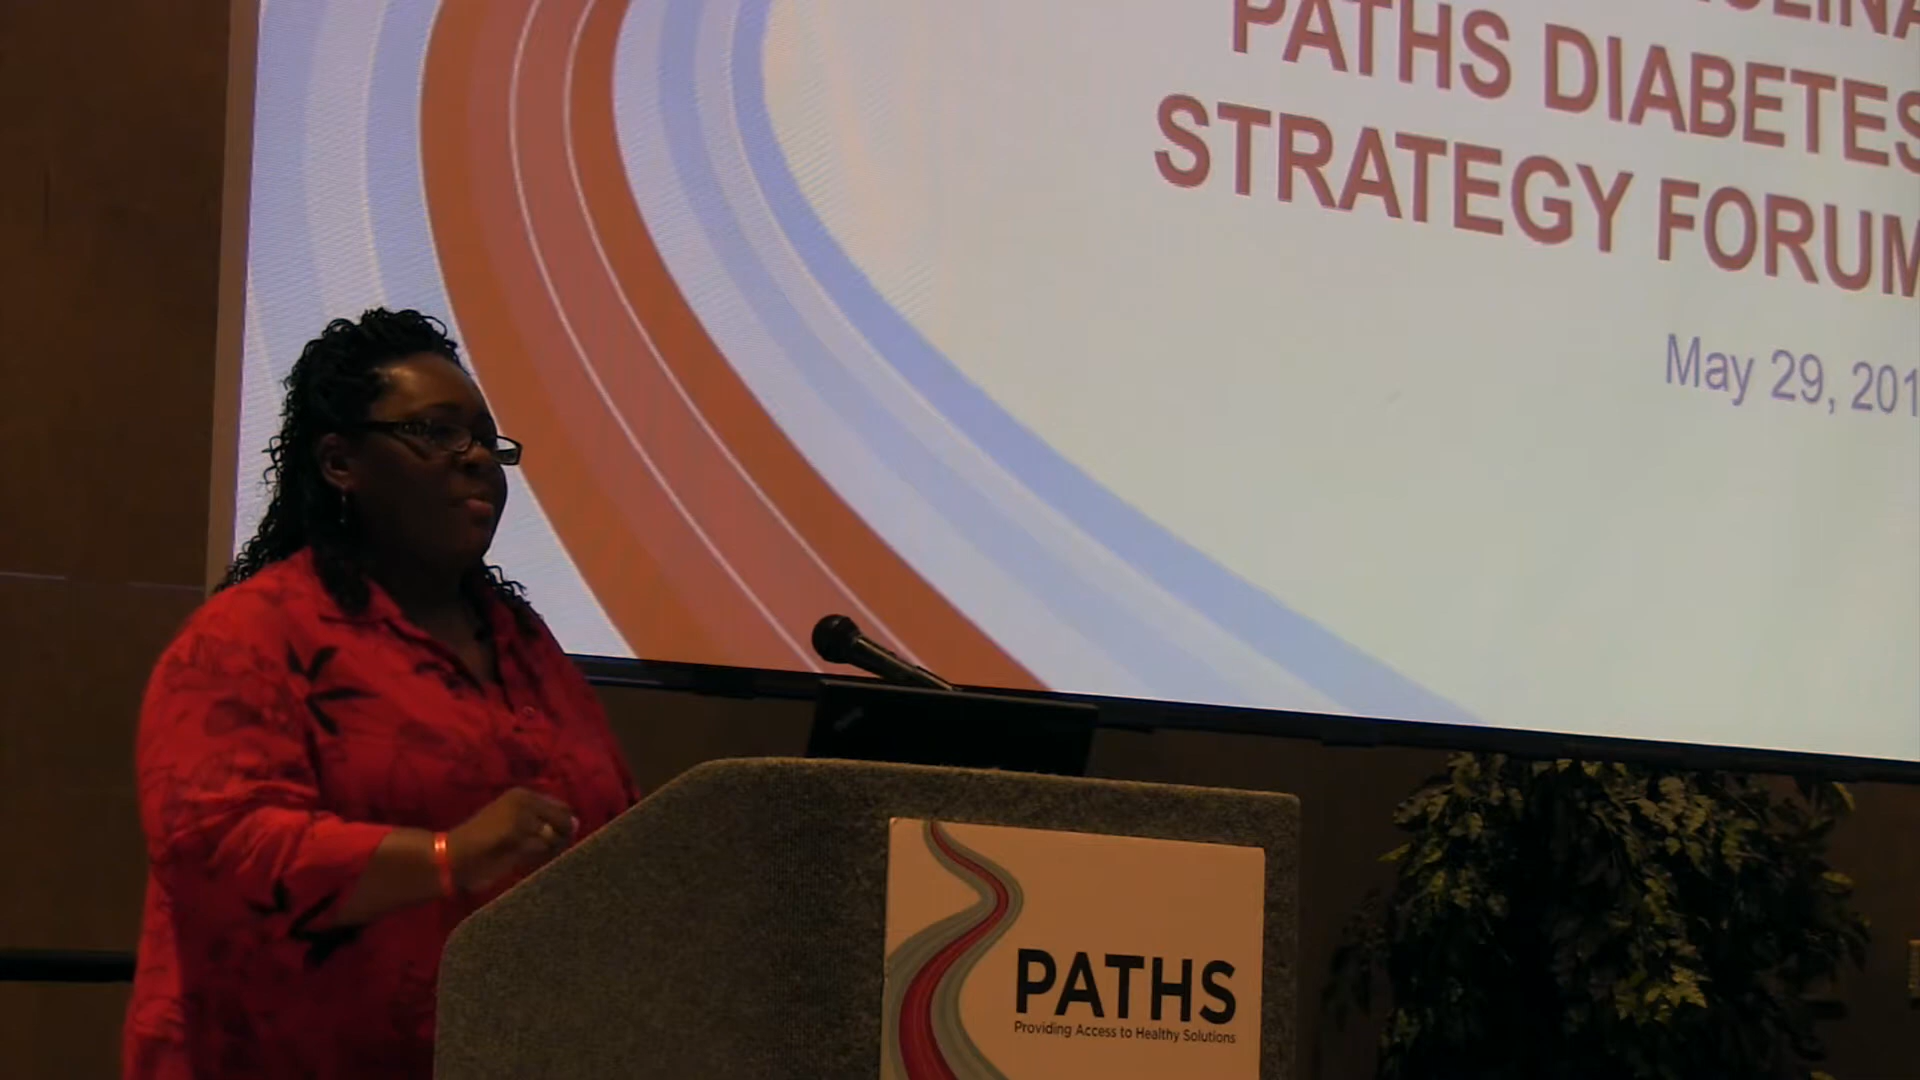 PATHS DIABETES
STRATEGY FORUM
May 29, 201
PATHS
Providing Access to Healthy Solutions